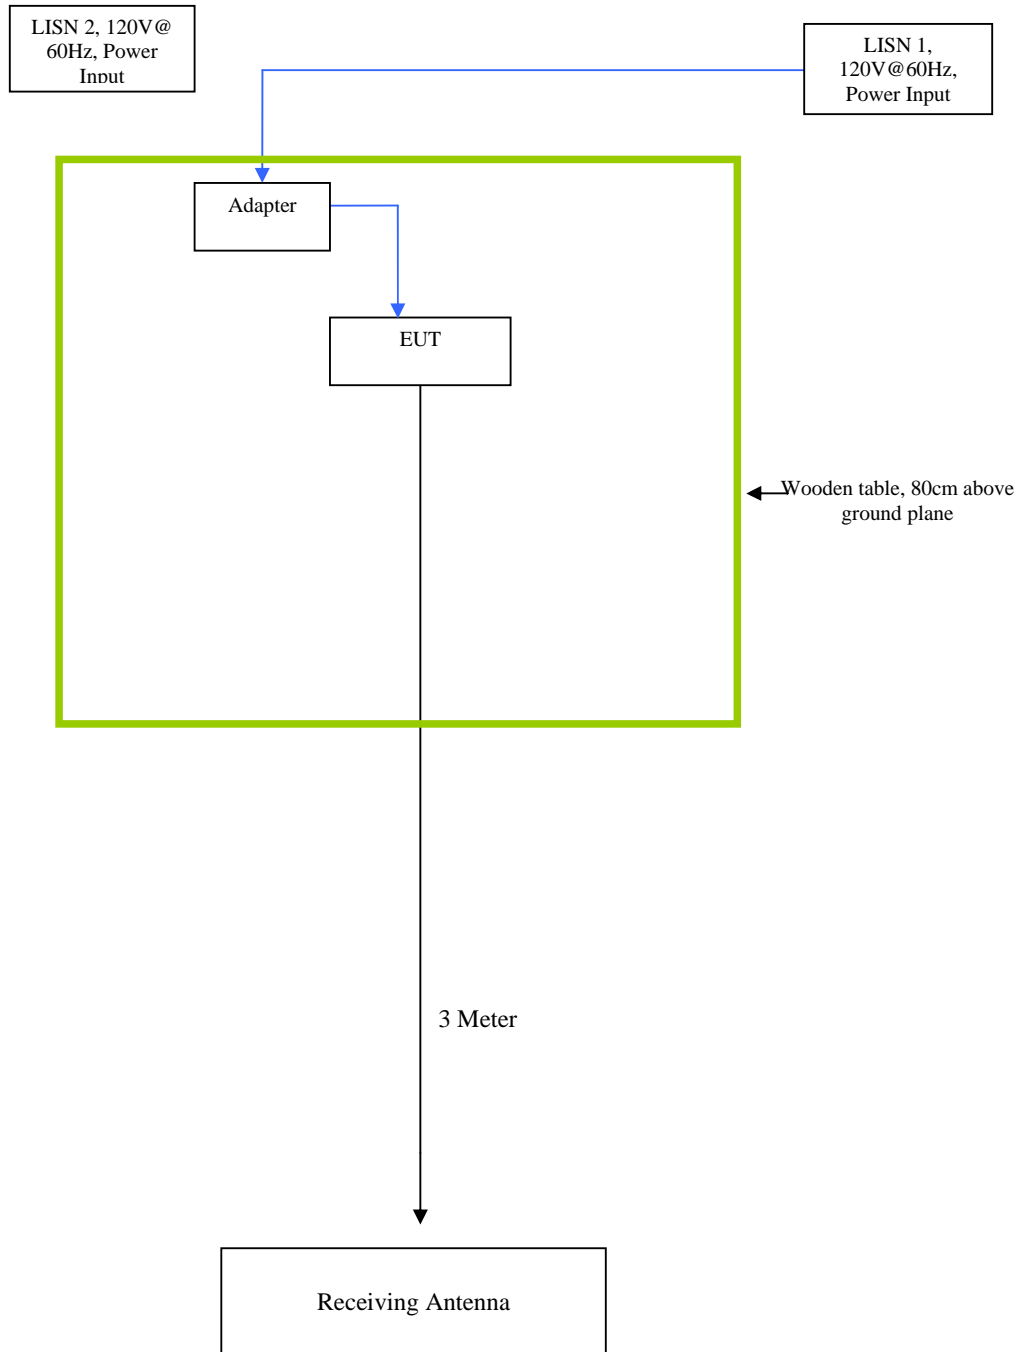 LISN 2, 120V@
60Hz, Power
Input
LISN 1,
120V@60Hz,
Power Input
Adapter
EUT
Wooden table, 80cm above
ground plane
3 Meter
Receiving Antenna